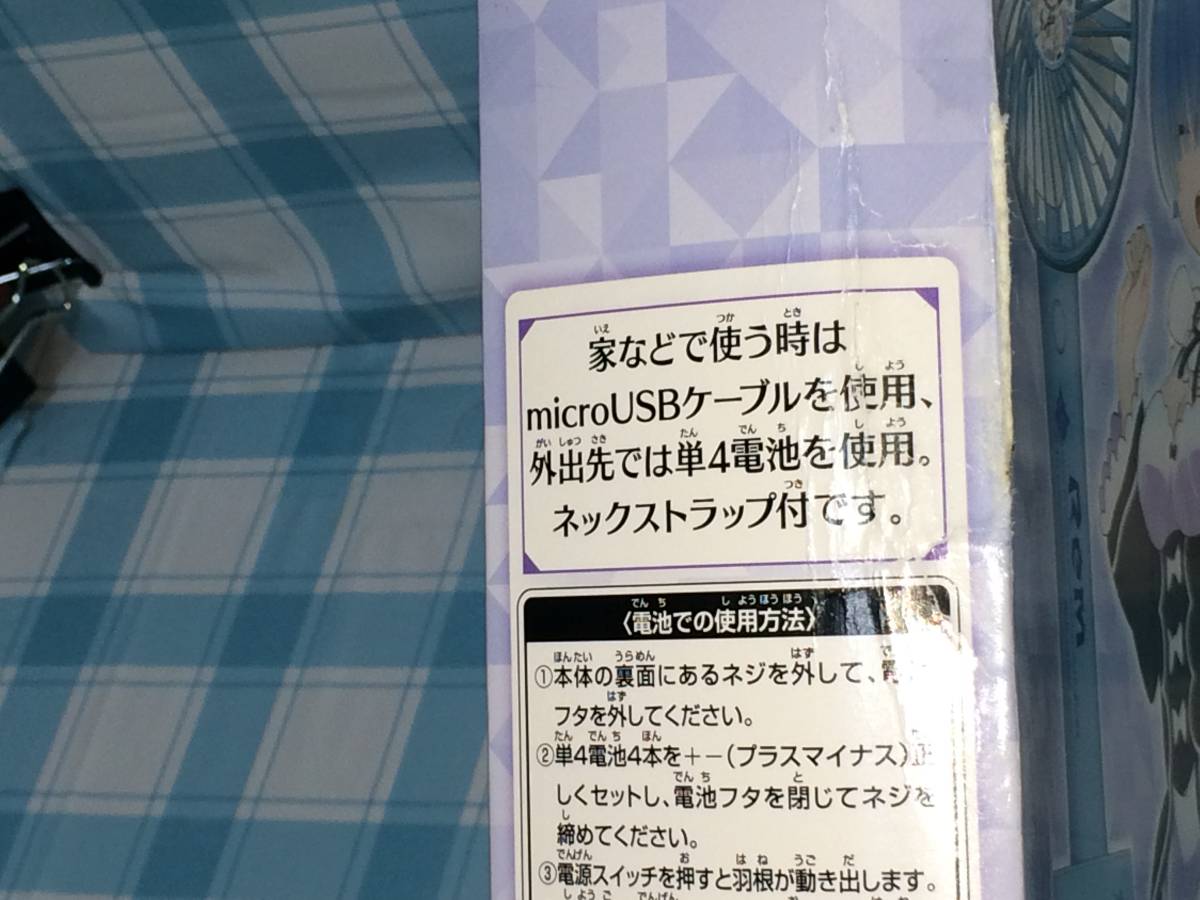 家などで使う時は
microUSBケーブルを使用、
外出先では単4電池を使用。
ネックストラップ付です。
〈電池での使用方法〉
①本体の裏面にあるネジを外して、電
フタを外してください。
②単4電池4本を＋－(プラスマイナス)正
しくセットし、電池フタを閉じてネジを
締めてください。
③電源スイッチを押すと羽根が動き出します。
Rem